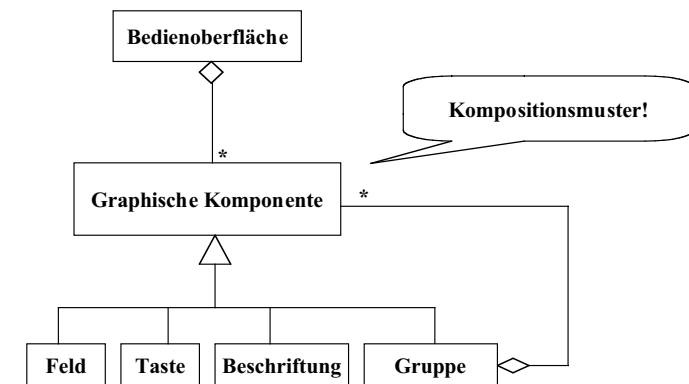 Bedienoberfläche
Kompositionsmuster!
*
Graphische Komponente
*
Feld
Taste
Beschriftung
Gruppe